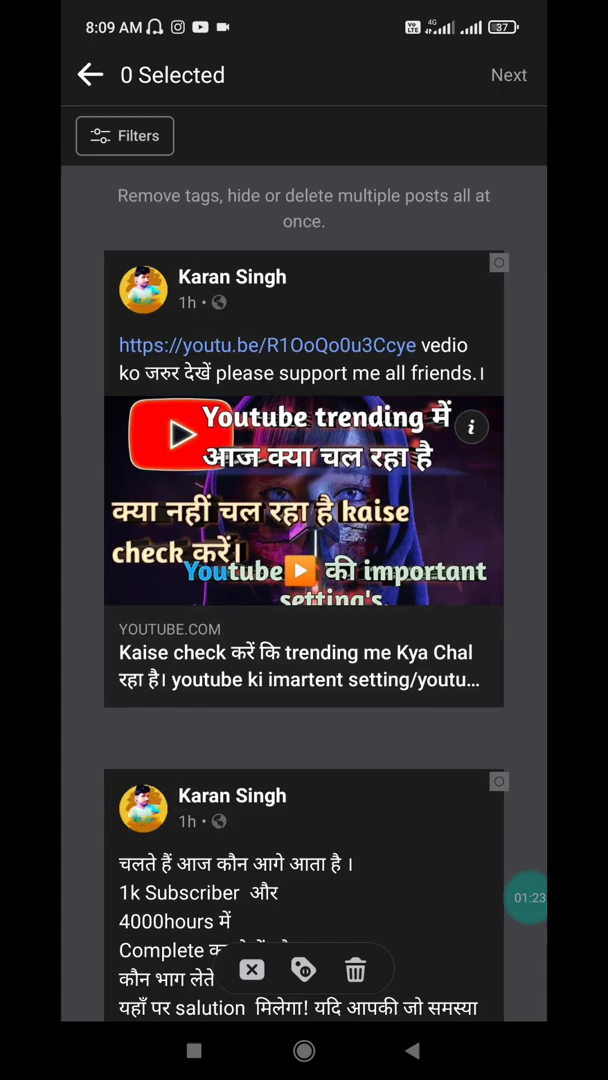 8:09 AM
Vo LTE 4G 37
0 Selected
Next
Filters
Remove tags, hide or delete multiple posts all at
once.
Karan Singh
1h
https://youtu.be/R1OoQo0u3Ccye vedio
ko जरुर देखें please support me all friends.।
Youtube trending में
आज क्या चल रहा है
क्या नहीं चल रहा है kaise
check करें।
Youtube की important
setting's.
YOUTUBE.COM
Kaise check करें कि trending me Kya Chal
रहा है। youtube ki imartent setting/youtu...
Karan Singh
1h
चलते हैं आज कौन आगे आता है ।
1k Subscriber और
4000hours में
01:23
Complete
कौन भाग लेते
यहाँ पर salution मिलेगा! यदि आपकी जो समस्या